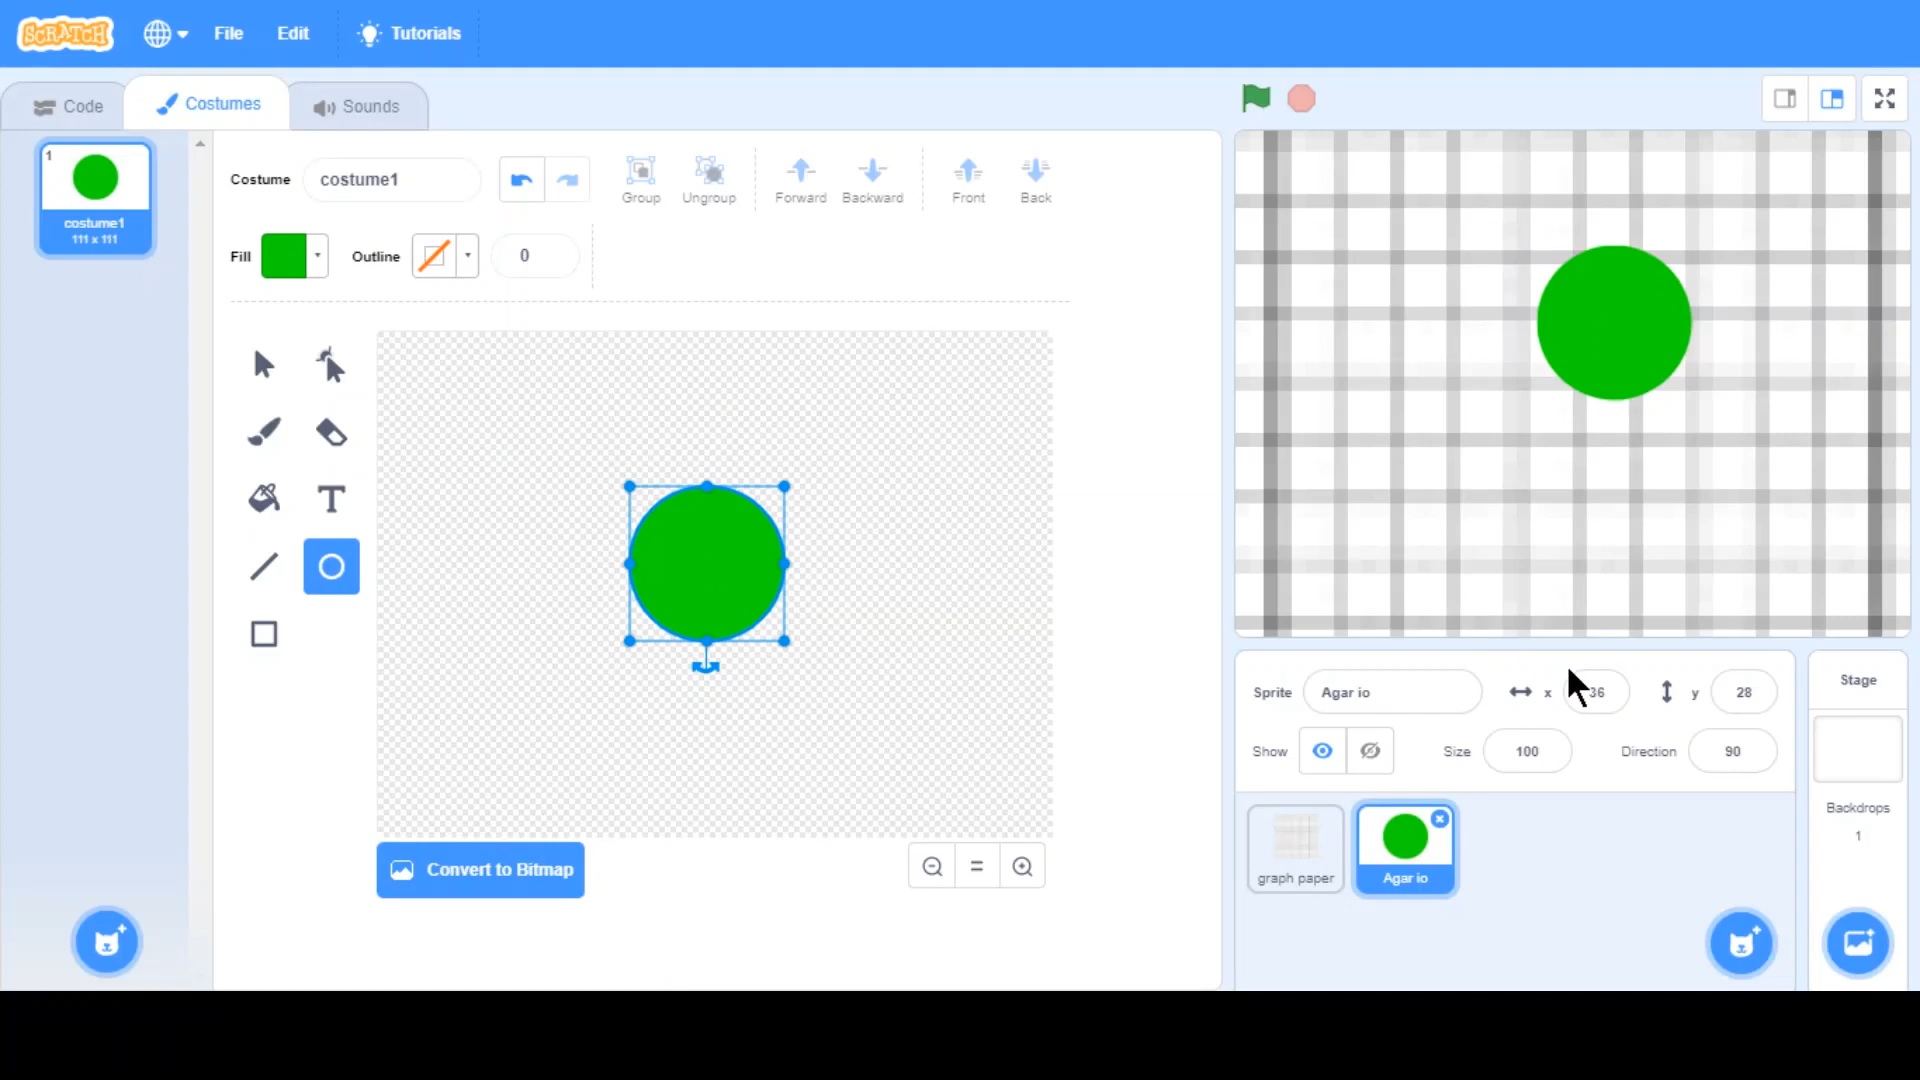 SCRATCH
File
Edit
Tutorials
Code
Costumes
Sounds
1
costume1
111 x 111
Costume
costume1
Group
Ungroup
Forward
Backward
Front
Back
Fill
Outline
0
T
Convert to Bitmap
Sprite
Agar io
x
36
y
28
Show
Size
100
Direction
90
graph paper
Agar io
Stage
Backdrops
1